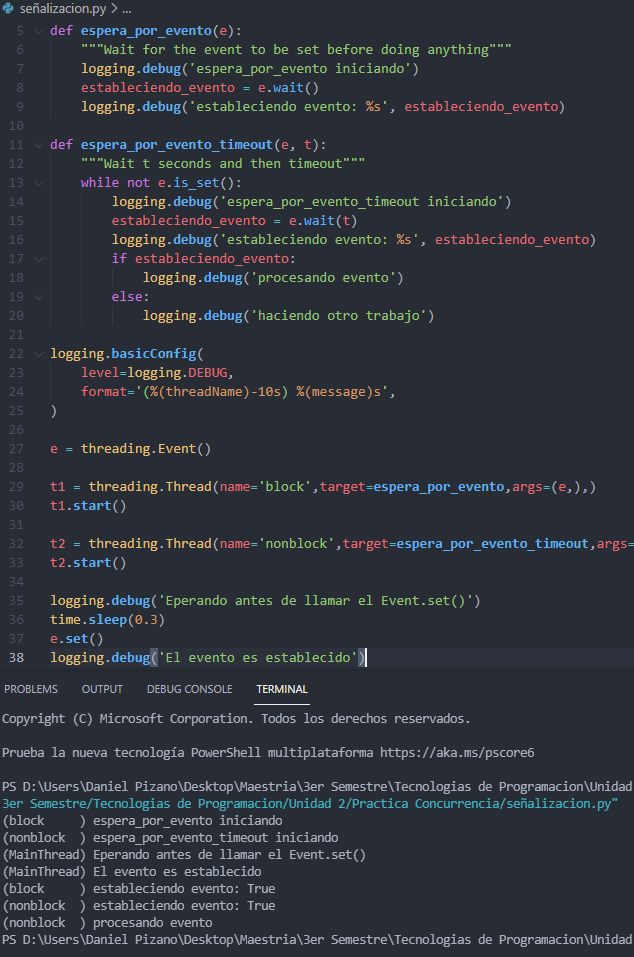 señalizacion.py > ...
5 def espera_por_evento(e):
6 """Wait for the event to be set before doing anything"""
7 logging.debug('espera_por_evento iniciando')
8 estableciendo_evento = e.wait()
9 logging.debug('estableciendo evento: %s', estableciendo_evento)
10
11 def espera_por_evento_timeout(e, t):
12 """Wait t seconds and then timeout"""
13 while not e.is_set():
14 logging.debug('espera_por_evento_timeout iniciando')
15 estableciendo_evento = e.wait(t)
16 logging.debug('estableciendo evento: %s', estableciendo_evento)
17 if estableciendo_evento:
18 logging.debug('procesando evento')
19 else:
20 logging.debug('haciendo otro trabajo')
21
22 logging.basicConfig(
23 level=logging.DEBUG,
24 format='(%(threadName)-10s) %(message)s',
25 )
26
27 e = threading.Event()
28
29 t1 = threading.Thread(name='block',target=espera_por_evento,args=(e,),)
30 t1.start()
31
32 t2 = threading.Thread(name='nonblock',target=espera_por_evento_timeout,args=
33 t2.start()
34
35 logging.debug('Eperando antes de llamar el Event.set()')
36 time.sleep(0.3)
37 e.set()
38 logging.debug('El evento es establecido')
PROBLEMS OUTPUT DEBUG CONSOLE TERMINAL
Copyright (C) Microsoft Corporation. Todos los derechos reservados.
Prueba la nueva tecnología PowerShell multiplataforma https://aka.ms/pscore6
PS D:\Users\Daniel Pizano\Desktop\Maestria\3er Semestre\Tecnologias de Programacion\Unidad
3er Semestre/Tecnologias de Programacion/Unidad 2/Practica Concurrencia/señalizacion.py"
(block     ) espera_por_evento iniciando
(nonblock  ) espera_por_evento_timeout iniciando
(MainThread) Eperando antes de llamar el Event.set()
(MainThread) El evento es establecido
(block     ) estableciendo evento: True
(nonblock  ) estableciendo evento: True
(nonblock  ) procesando evento
PS D:\Users\Daniel Pizano\Desktop\Maestria\3er Semestre\Tecnologias de Programacion\Unidad